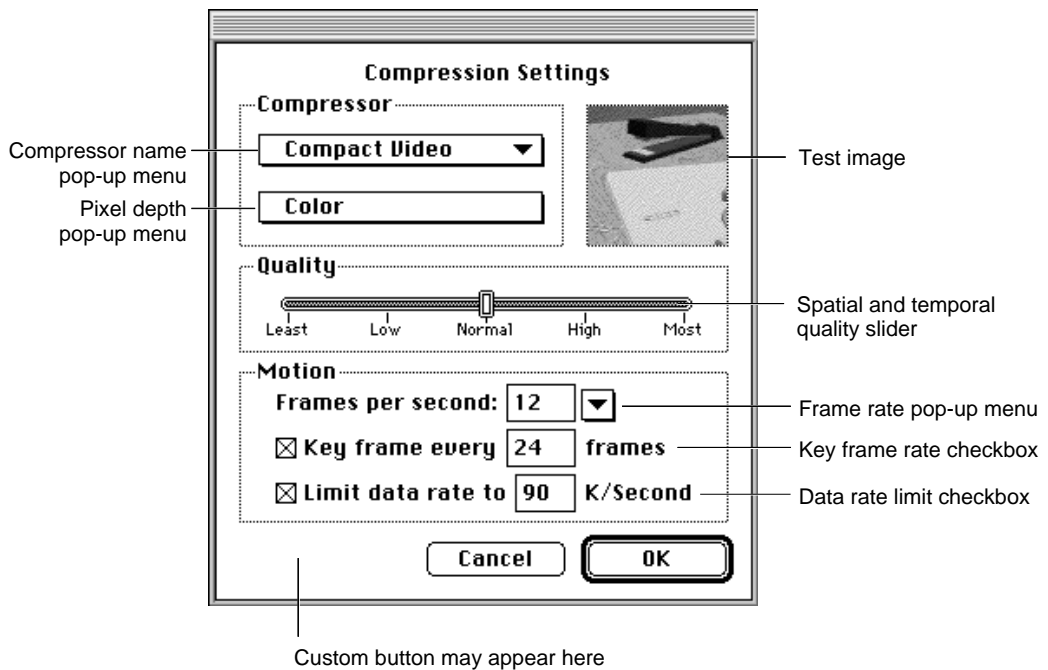 Compression Settings
Compressor
Compact Video
Color
Compressor name
pop-up menu
Pixel depth
pop-up menu
Test image
Quality
Least Low Normal High Most
Spatial and temporal
quality slider
Motion
Frames per second: 12
Frame rate pop-up menu
Key frame every 24 frames
Key frame rate checkbox
Limit data rate to 90 K/Second
Data rate limit checkbox
Cancel OK
Custom button may appear here